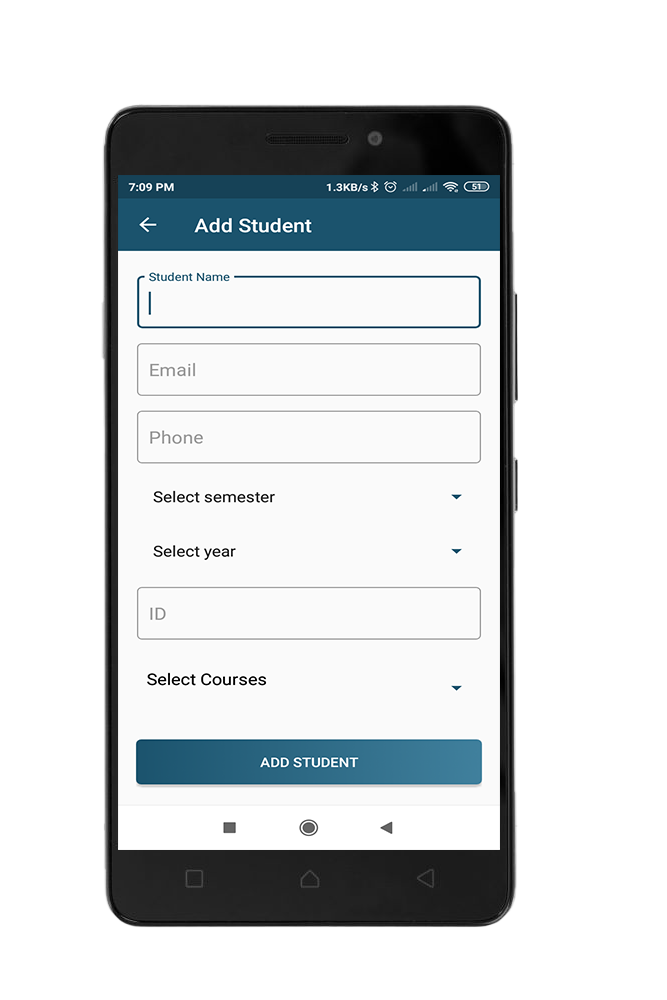 7:09 PM 1.3KB/s 51
Add Student
Student Name
Email
Phone
Select semester
Select year
ID
Select Courses
ADD STUDENT